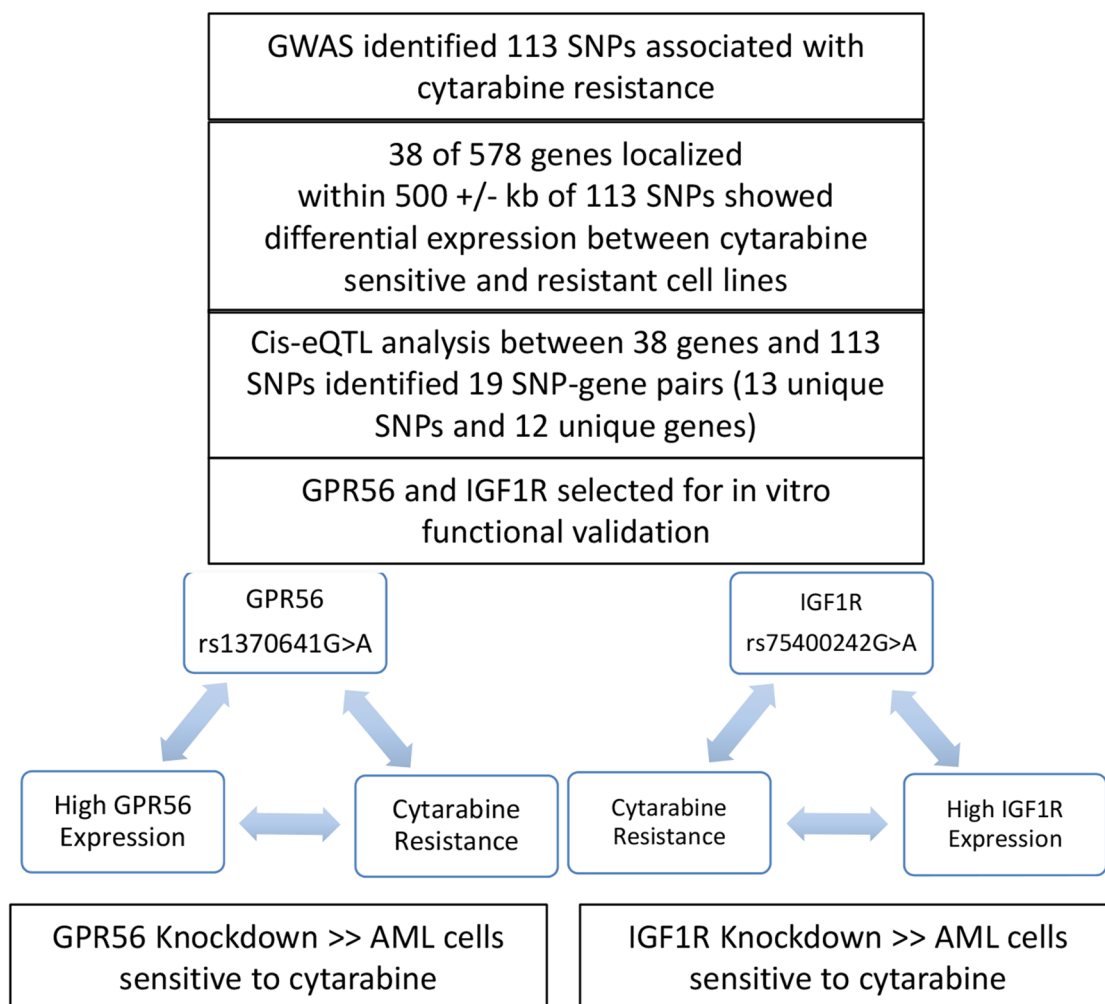 GWAS identified 113 SNPs associated with
cytarabine resistance
38 of 578 genes localized
within 500 +/- kb of 113 SNPs showed
differential expression between cytarabine
sensitive and resistant cell lines
Cis-eQTL analysis between 38 genes and 113
SNPs identified 19 SNP-gene pairs (13 unique
SNPs and 12 unique genes)
GPR56 and IGF1R selected for in vitro
functional validation
GPR56
rs1370641G>A
High GPR56
Expression
Cytarabine
Resistance
IGF1R
rs75400242G>A
Cytarabine
Resistance
High IGF1R
Expression
GPR56 Knockdown >> AML cells
sensitive to cytarabine
IGF1R Knockdown >> AML cells
sensitive to cytarabine